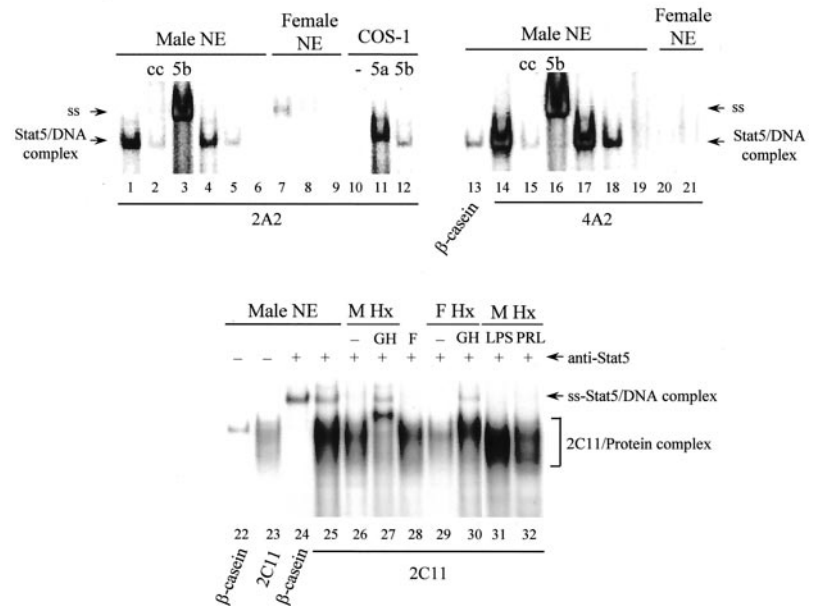 Male NE
Female NE
COS-1
cc 5b
- 5a 5b
ss
Stat5/DNA complex
1 2 3 4 5 6 7 8 9 10 11 12
2A2
Male NE
Female NE
cc 5b
ss
Stat5/DNA complex
13 14 15 16 17 18 19 20 21
β-casein
4A2
Male NE
M Hx
F Hx
M Hx
– GH F – GH LPS PRL
– – + + + + + + + + +
anti-Stat5
ss-Stat5/DNA complex
2C11/Protein complex
22 23 24 25 26 27 28 29 30 31 32
β-casein
2C11
β-casein
2C11